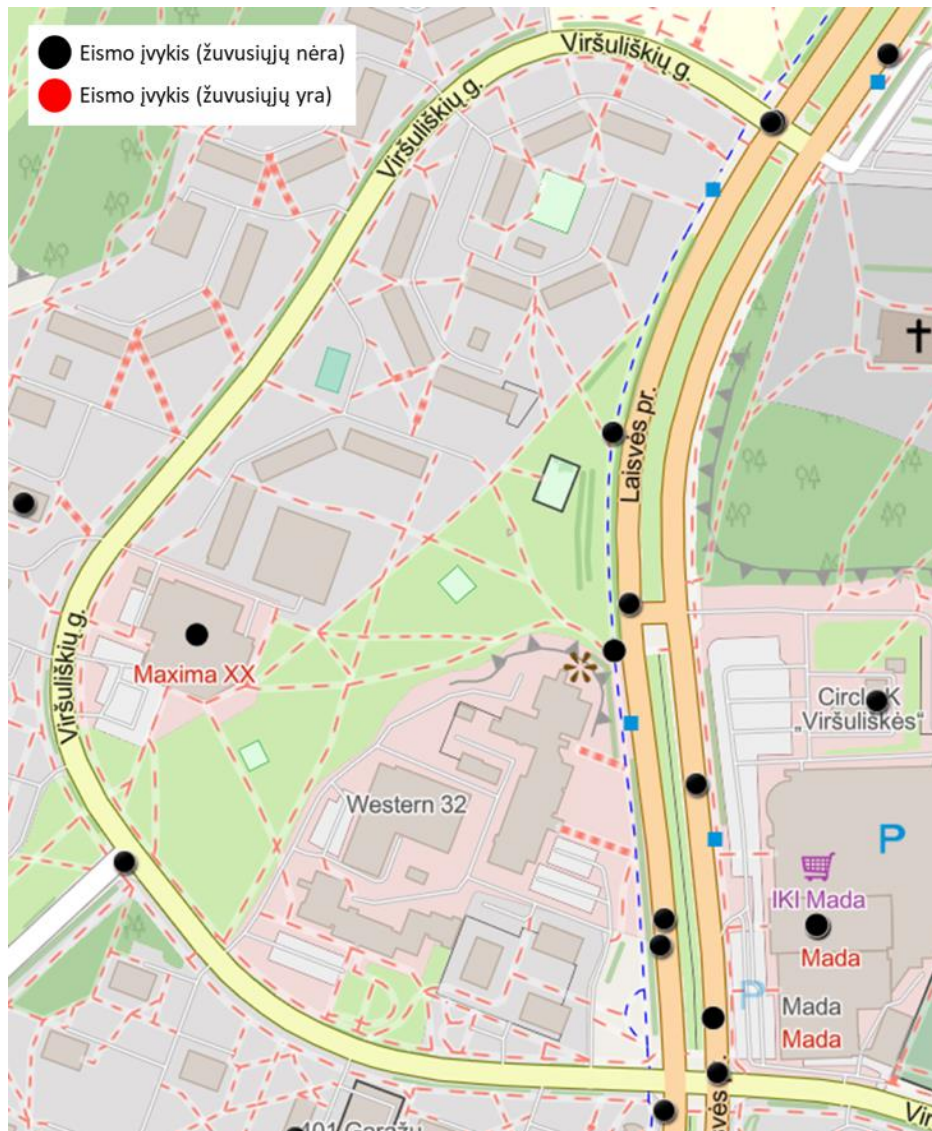 Eismo įvykis (žuvusiųjų nėra)
Eismo įvykis (žuvusiųjų yra)
Viršuliškių g.
Viršuliškių g.
Laisvės pr.
Viršuliškių g.
Maxima XX
Circle K
„Viršuliškės“
Western 32
P
IKI Mada
Mada
P
Mada
Mada